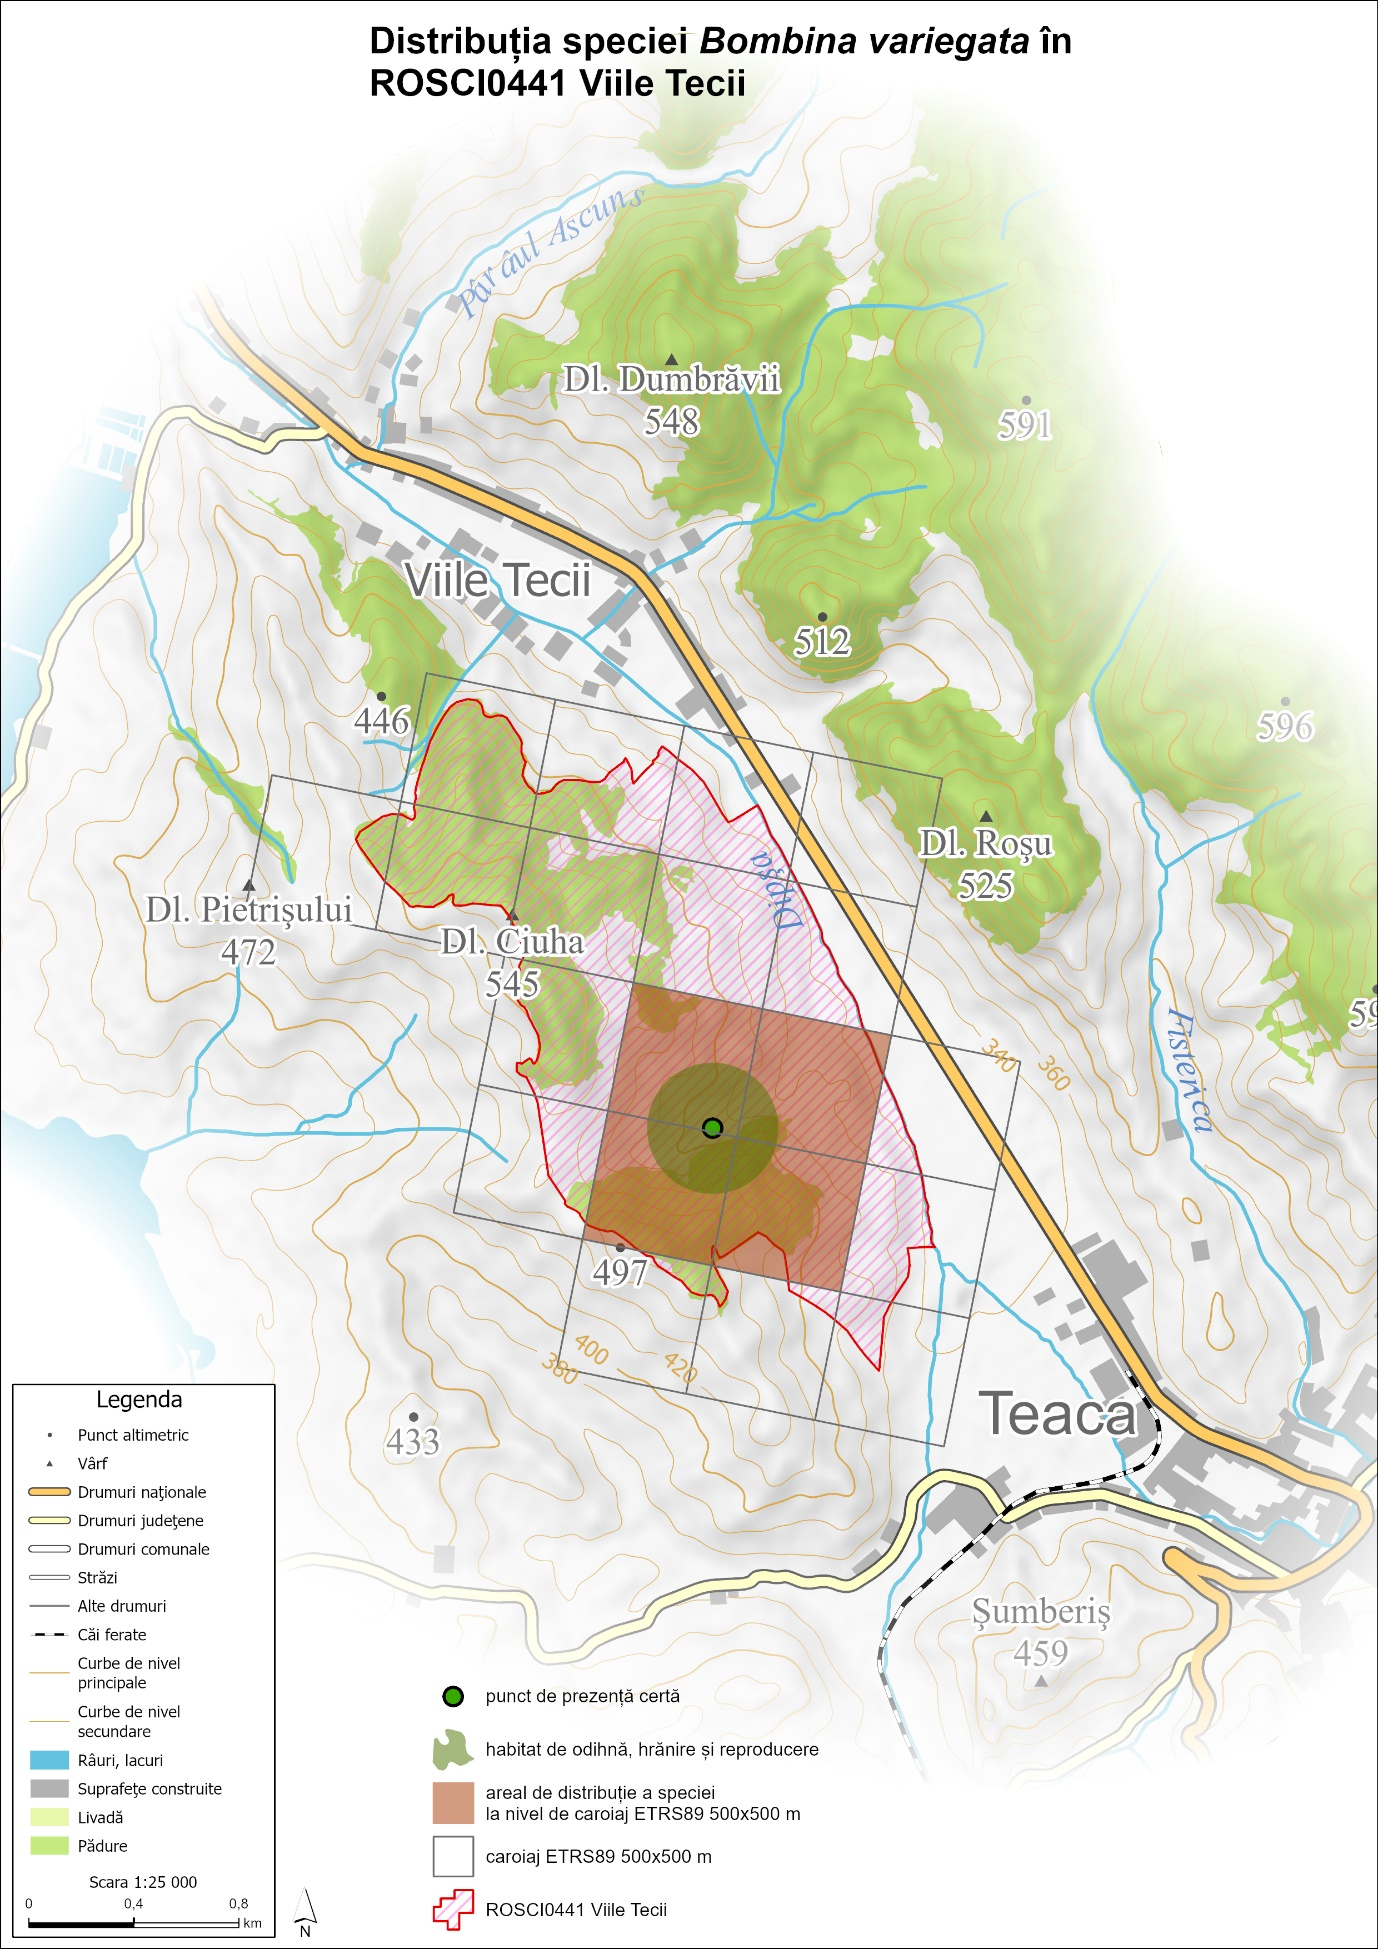 Distribuția speciei Bombina variegata în
ROSCI0441 Viile Tecii
Pârâul Ascuns
Dl. Dumbrăvii
548
591
Viile Tecii
512
446
596
Dl. Roşu
525
Dipşa
Dl. Pietrişului
472
Dl. Ciuha
545
59
Fisterica
340
360
497
400
420
380
433
Teaca
Şumberiş
459
Legenda
Punct altimetric
Vârf
Drumuri naţionale
Drumuri judeţene
Drumuri comunale
Străzi
Alte drumuri
Căi ferate
Curbe de nivel
principale
Curbe de nivel
secundare
Râuri, lacuri
Suprafeţe construite
Livadă
Pădure
Scara 1:25 000
0 0,4 0,8
km
N
punct de prezență certă
habitat de odihnă, hrănire și reproducere
areal de distribuție a speciei
la nivel de caroiaj ETRS89 500x500 m
caroiaj ETRS89 500x500 m
ROSCI0441 Viile Tecii